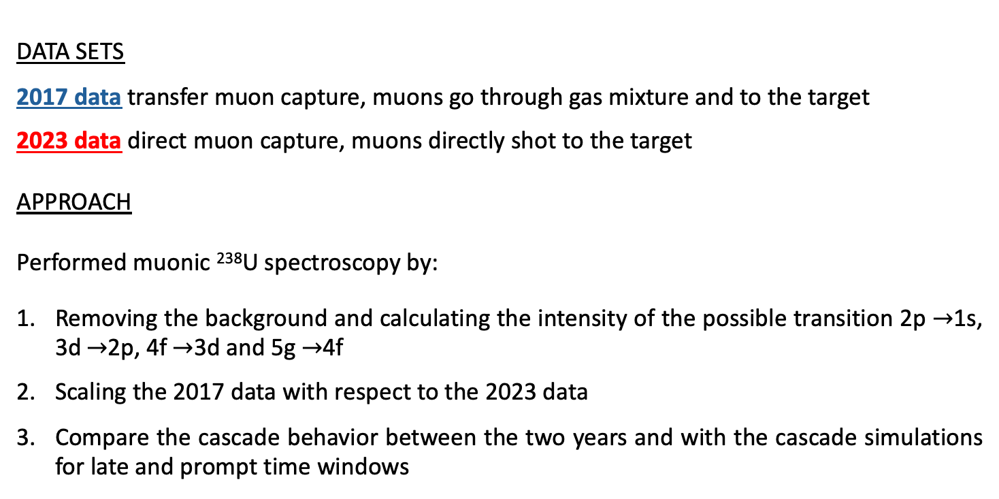 DATA SETS
2017 data transfer muon capture, muons go through gas mixture and to the target
2023 data direct muon capture, muons directly shot to the target
APPROACH
Performed muonic ²³⁸U spectroscopy by:
1. Removing the background and calculating the intensity of the possible transition 2p →1s,
3d →2p, 4f →3d and 5g →4f
2. Scaling the 2017 data with respect to the 2023 data
3. Compare the cascade behavior between the two years and with the cascade simulations
for late and prompt time windows